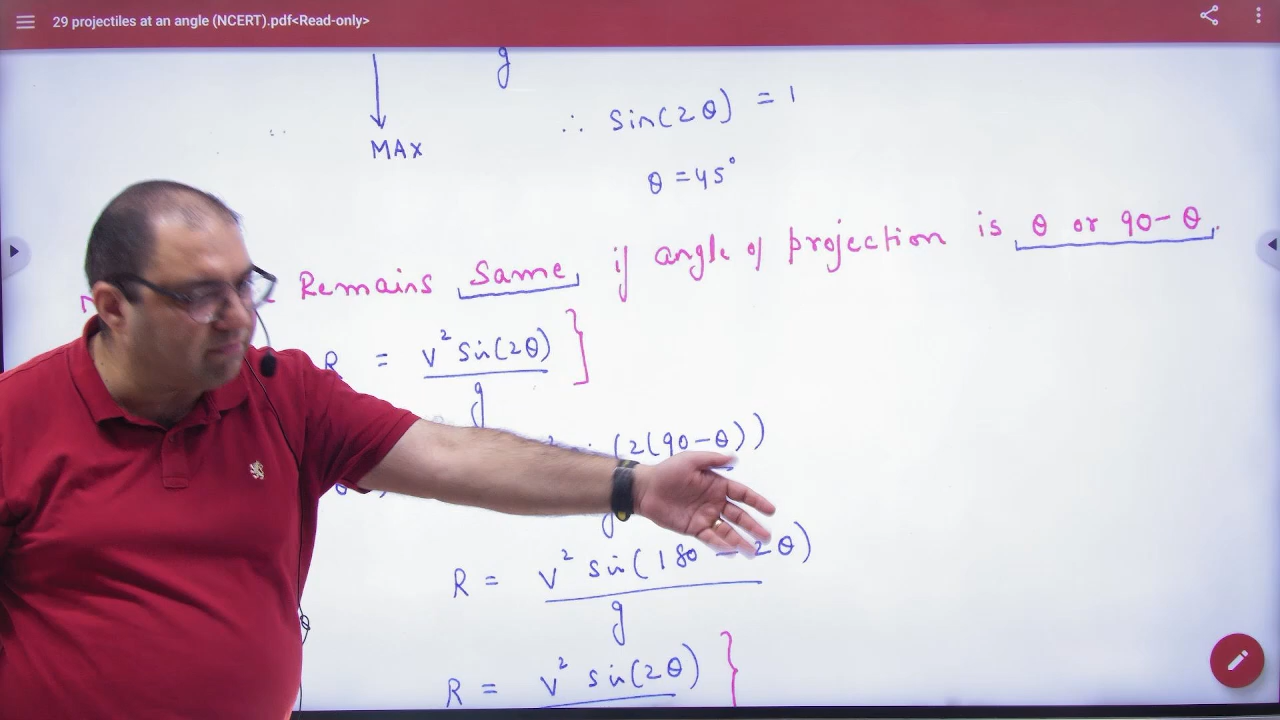 29 projectiles at an angle (NCERT).pdf<Read-only>
g
MAX
∴ Sin(2θ) = 1
θ = 45°
Remains Same, if angle of projection is θ or 90-θ.
R = v² Sin(2θ) }
g
(2(90-θ))
g
R = v² sin(180 - 2θ)
g
R = v² sin(2θ) }